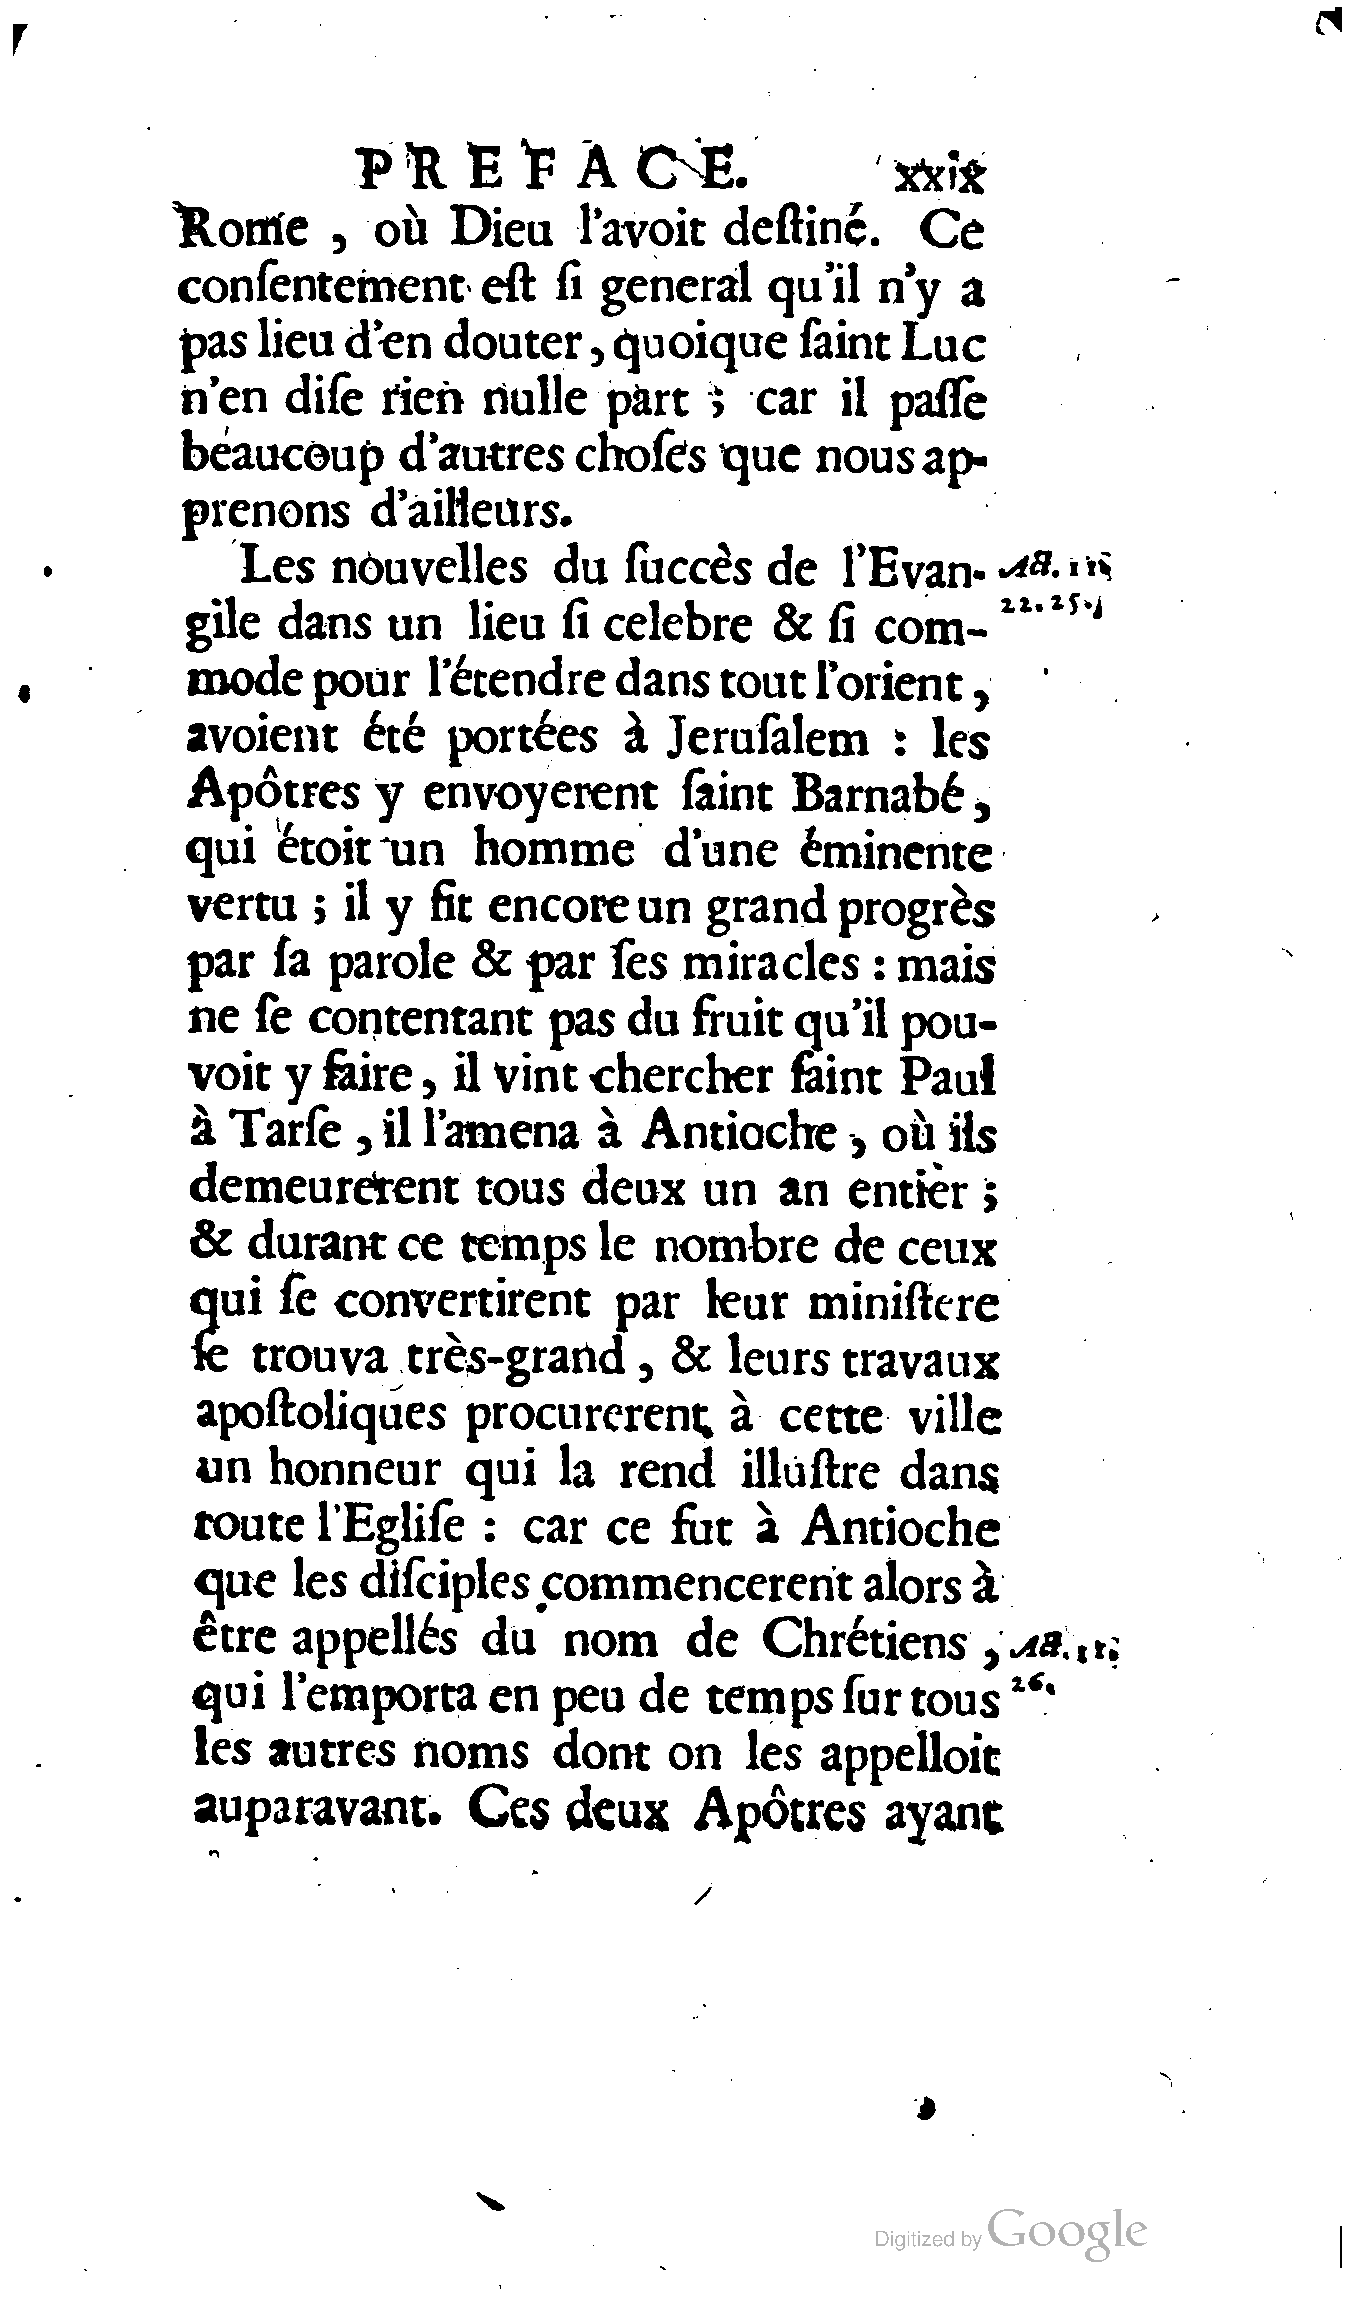 PREFACE. xxix
Rome , où Dieu l'avoit deſtiné. Ce
conſentement eſt ſi general qu'il n'y a
pas lieu d'en douter, quoique ſaint Luc
n'en diſe rien nulle part ; car il paſſe
beaucoup d'autres choſes que nous ap-
prenons d'ailleurs.
Les nouvelles du ſuccès de l'Evan-
Act. 11.
gile dans un lieu ſi celebre & ſi com-
22. 25.
mode pour l'étendre dans tout l'orient ,
avoient été portées à Jeruſalem : les
Apôtres y envoyerent ſaint Barnabé ,
qui étoit un homme d'une éminente
vertu ; il y fit encore un grand progrès
par ſa parole & par ſes miracles : mais
ne ſe contentant pas du fruit qu'il pou-
voit y faire, il vint chercher ſaint Paul
à Tarſe , il l'amena à Antioche , où ils
demeurerent tous deux un an entier ;
& durant ce temps le nombre de ceux
qui ſe convertirent par leur miniſtere
ſe trouva très-grand , & leurs travaux
apoſtoliques procurerent à cette ville
un honneur qui la rend illuſtre dans
toute l'Egliſe : car ce fut à Antioche
que les diſciples commencerent alors à
être appellés du nom de Chrétiens ,
Act. 11.
qui l'emporta en peu de temps ſur tous
26.
les autres noms dont on les appelloit
auparavant. Ces deux Apôtres ayant
Digitized by Google